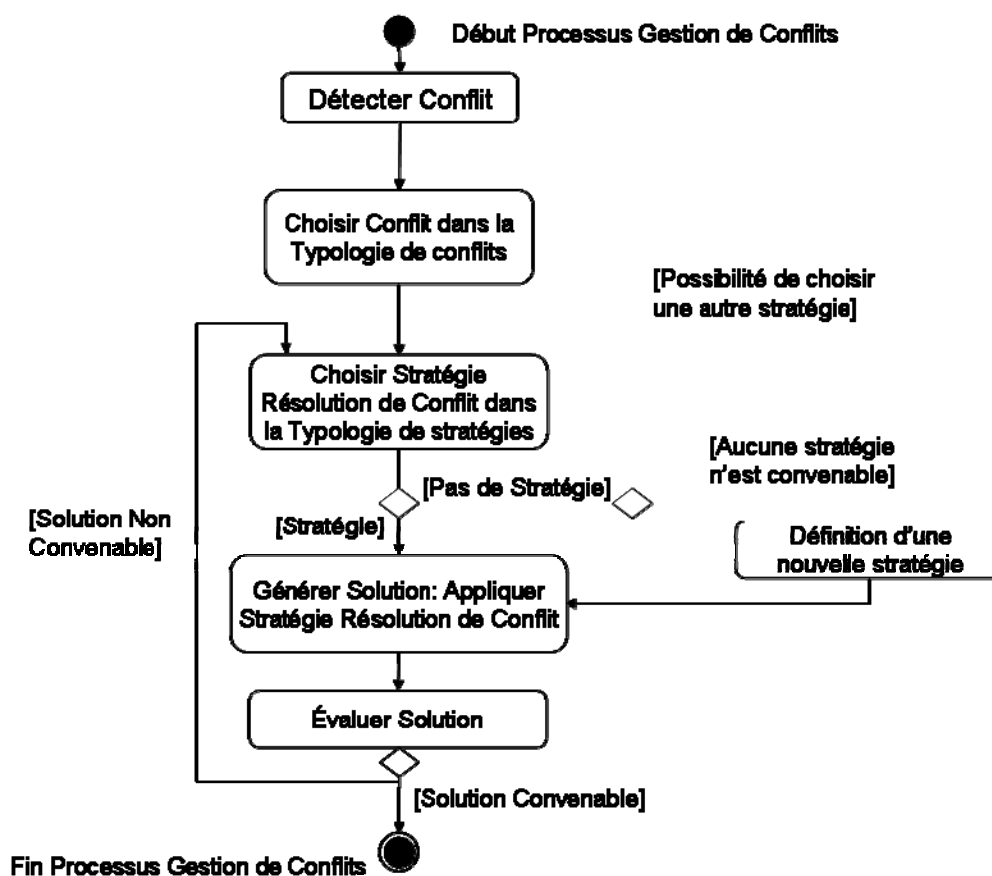 Début Processus Gestion de Conflits
Détecter Conflit
Choisir Conflit dans la
Typologie de conflits
[Possibilité de choisir
une autre stratégie]
Choisir Stratégie
Résolution de Conflit dans
la Typologie de stratégies
[Aucune stratégie
n'est convenable]
[Pas de Stratégie]
[Stratégie]
[Solution Non
Convenable]
Définition d'une
nouvelle stratégie
Générer Solution: Appliquer
Stratégie Résolution de Conflit
Évaluer Solution
[Solution Convenable]
Fin Processus Gestion de Conflits